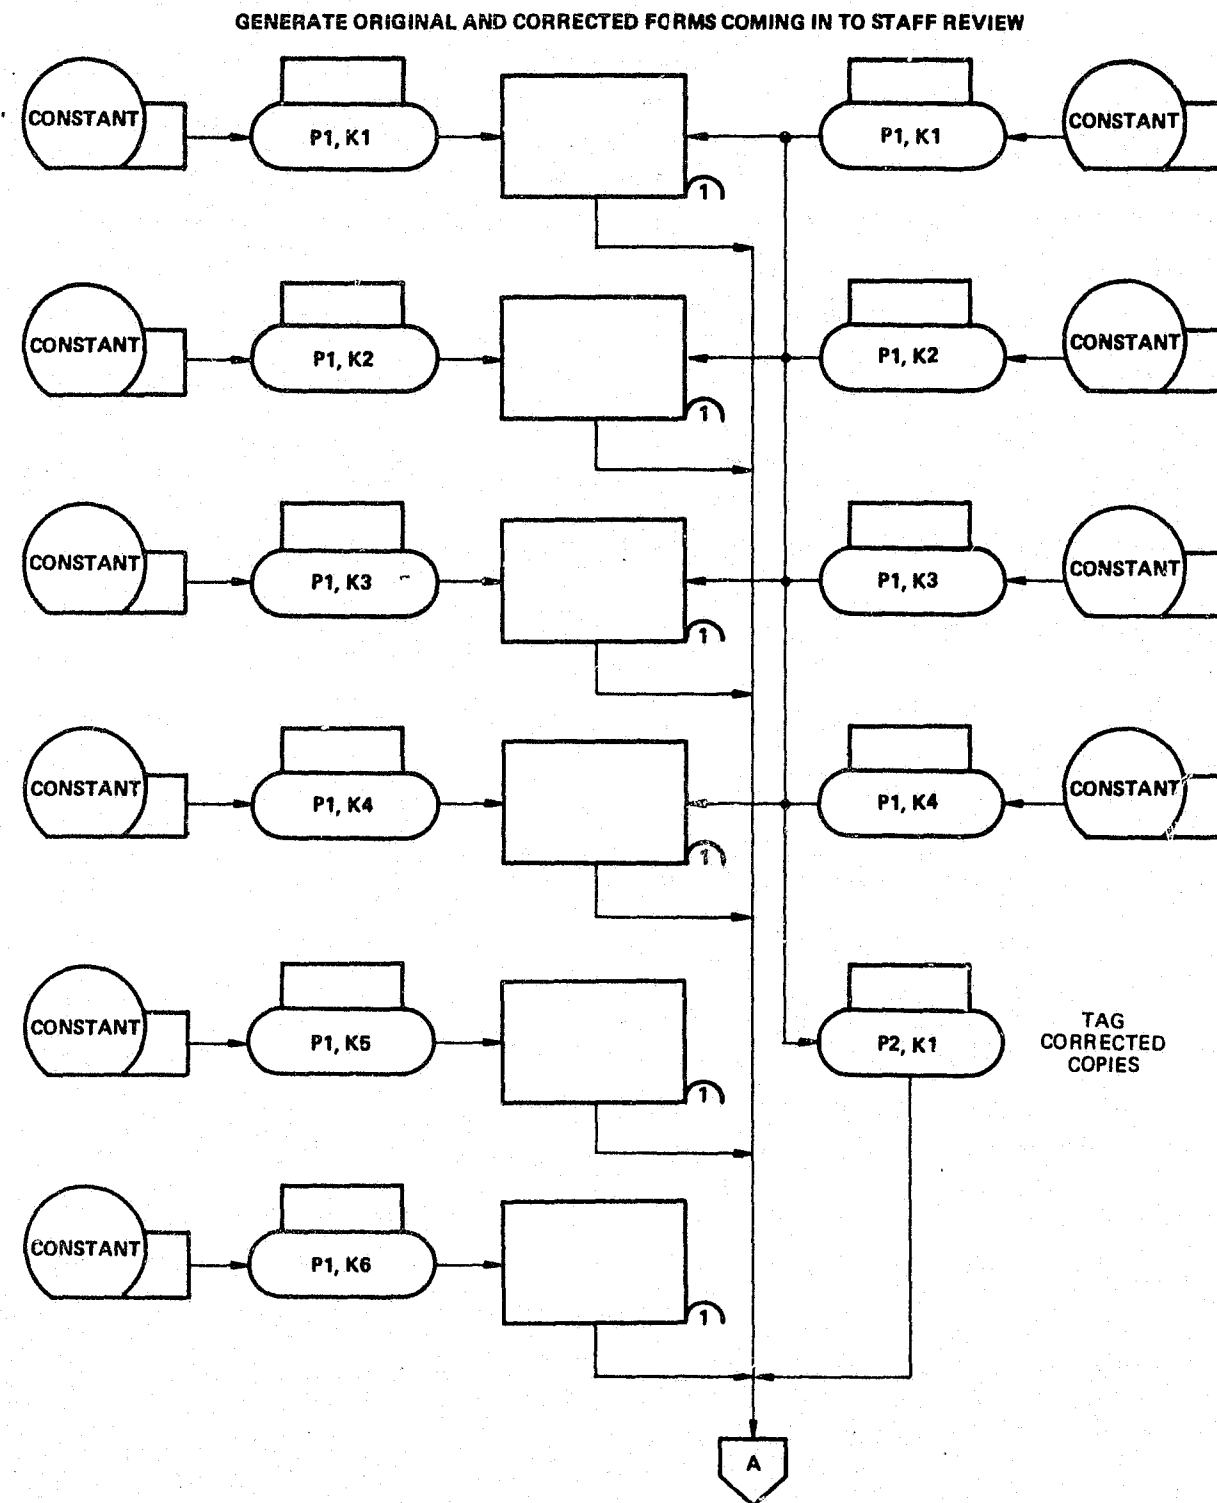 GENERATE ORIGINAL AND CORRECTED FORMS COMING IN TO STAFF REVIEW
CONSTANT
P1, K1
1
P1, K1
CONSTANT
CONSTANT
P1, K2
1
P1, K2
CONSTANT
CONSTANT
P1, K3
1
P1, K3
CONSTANT
CONSTANT
P1, K4
1
P1, K4
CONSTANT
CONSTANT
P1, K5
1
P2, K1
TAG
CORRECTED
COPIES
CONSTANT
P1, K6
1
A